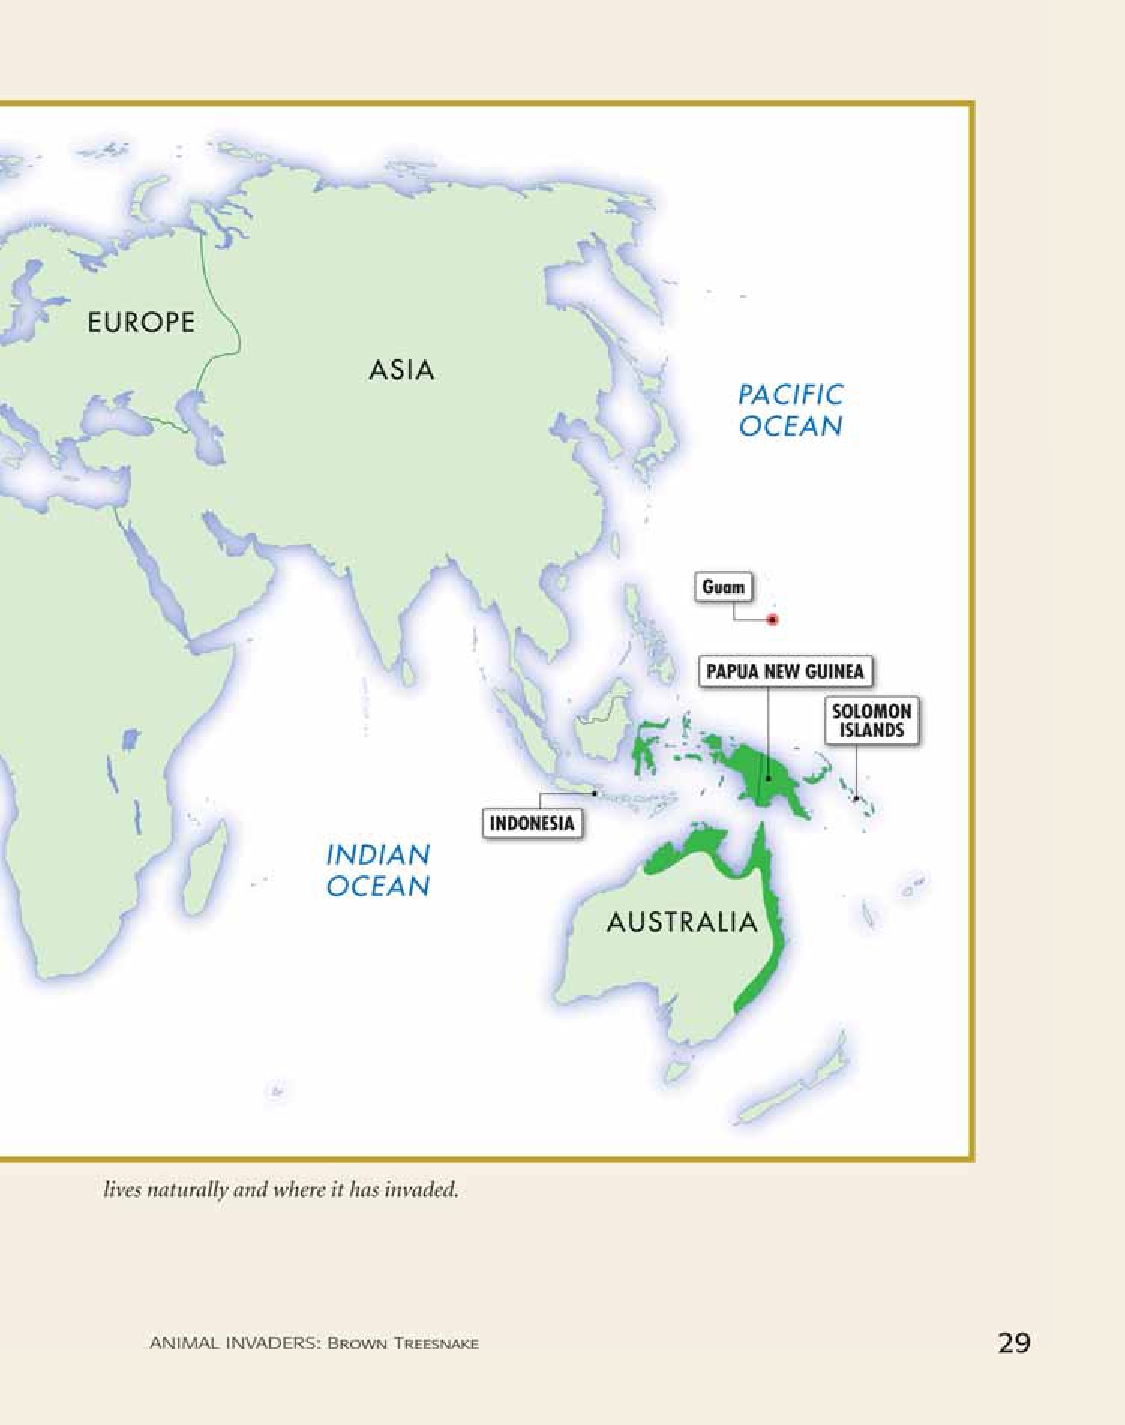 EUROPE
ASIA
PACIFIC
OCEAN
Guam
PAPUA NEW GUINEA
SOLOMON
ISLANDS
INDONESIA
INDIAN
OCEAN
AUSTRALIA
lives naturally and where it has invaded.
ANIMAL INVADERS: BROWN TREESNAKE
29